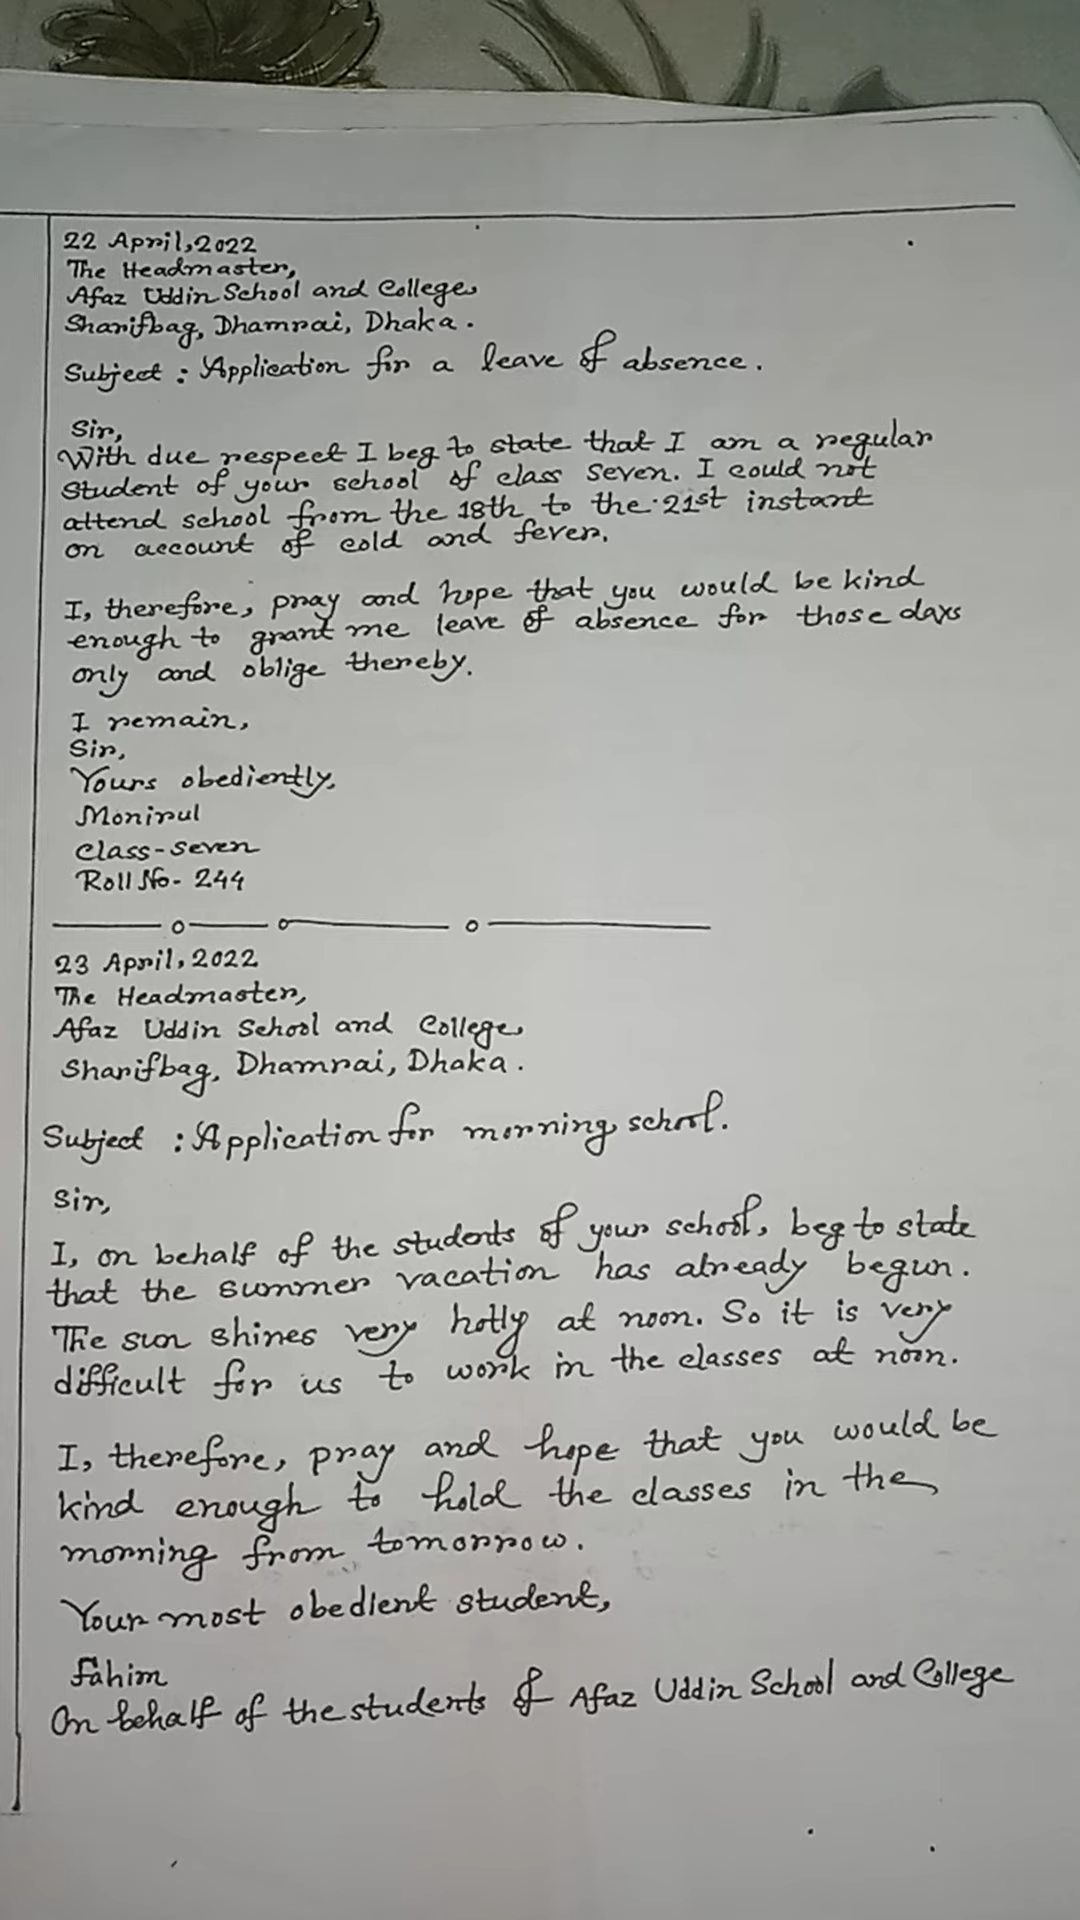 22 April, 2022
The Headmaster,
Afaz Uddin School and College,
Sharifbag, Dhamrai, Dhaka.
Subject : Application for a leave of absence.
Sir,
With due respect I beg to state that I am a regular
student of your school of class seven. I could not
attend school from the 18th to the 21st instant
on account of cold and fever.
I, therefore, pray and hope that you would be kind
enough to grant me leave of absence for those days
only and oblige thereby.
I remain,
Sir,
Yours obediently,
Monirul
Class-seven
Roll No- 244
23 April, 2022
The Headmaster,
Afaz Uddin School and College,
Sharifbag, Dhamrai, Dhaka.
Subject : Application for morning school.
Sir,
I, on behalf of the students of your school, beg to state
that the summer vacation has already begun.
The sun shines very hotly at noon. So it is very
difficult for us to work in the classes at noon.
I, therefore, pray and hope that you would be
kind enough to hold the classes in the
morning from tomorrow.
Your most obedient student,
Fahim
On behalf of the students of Afaz Uddin School and College